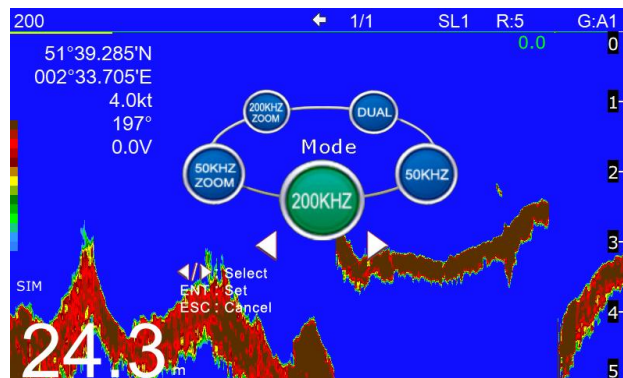 200 1/1 SL1 R:5 G:A1
0.0 0
51°39.285'N
002°33.705'E
4.0kt
197°
0.0V
1
200KHZ
ZOOM
DUAL
Mode
50KHZ
ZOOM
50KHZ
2
200KHZ
3
◀/▶ : Select
ENT : Set
ESC : Cancel
SIM
4
24.3m
5